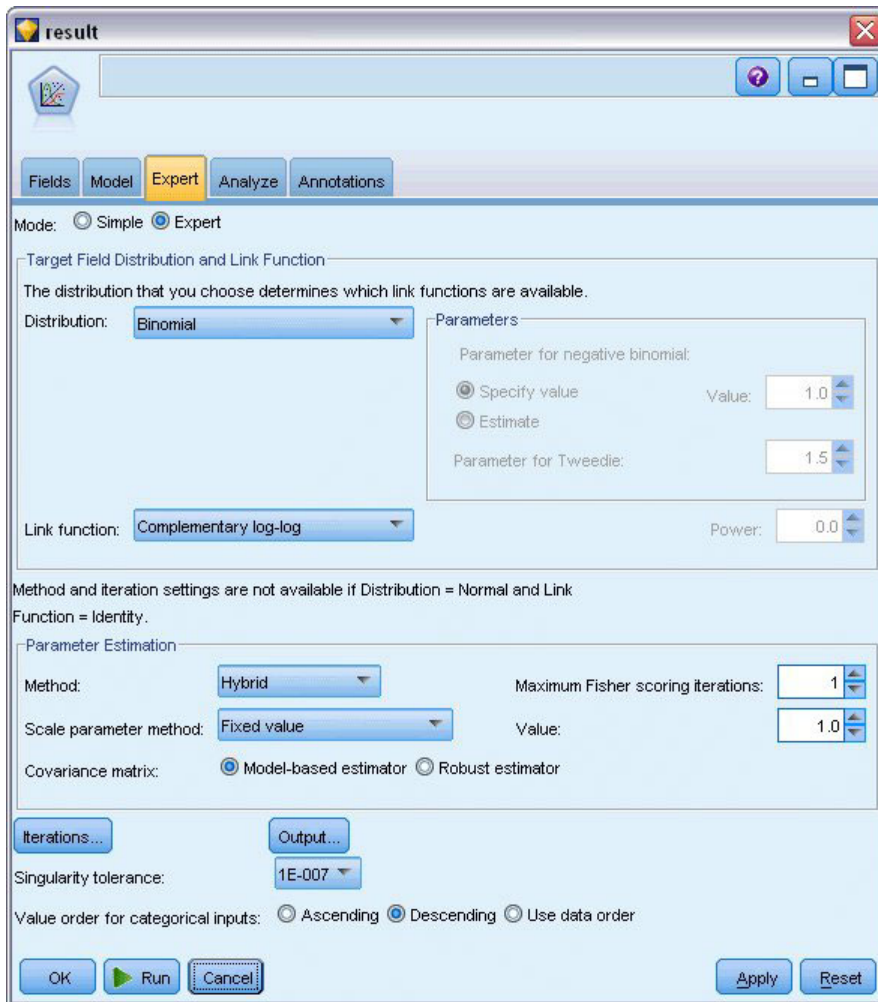 result
Fields Model Expert Analyze Annotations
Mode: Simple Expert
Target Field Distribution and Link Function
The distribution that you choose determines which link functions are available.
Distribution: Binomial
Parameters
Parameter for negative binomial:
Specify value Value: 1.0
Estimate
Parameter for Tweedie: 1.5
Link function: Complementary log-log Power: 0.0
Method and iteration settings are not available if Distribution = Normal and Link
Function = Identity.
Parameter Estimation
Method: Hybrid Maximum Fisher scoring iterations: 1
Scale parameter method: Fixed value Value: 1.0
Covariance matrix: Model-based estimator Robust estimator
Iterations... Output...
Singularity tolerance: 1E-007
Value order for categorical inputs: Ascending Descending Use data order
OK Run Cancel Apply Reset